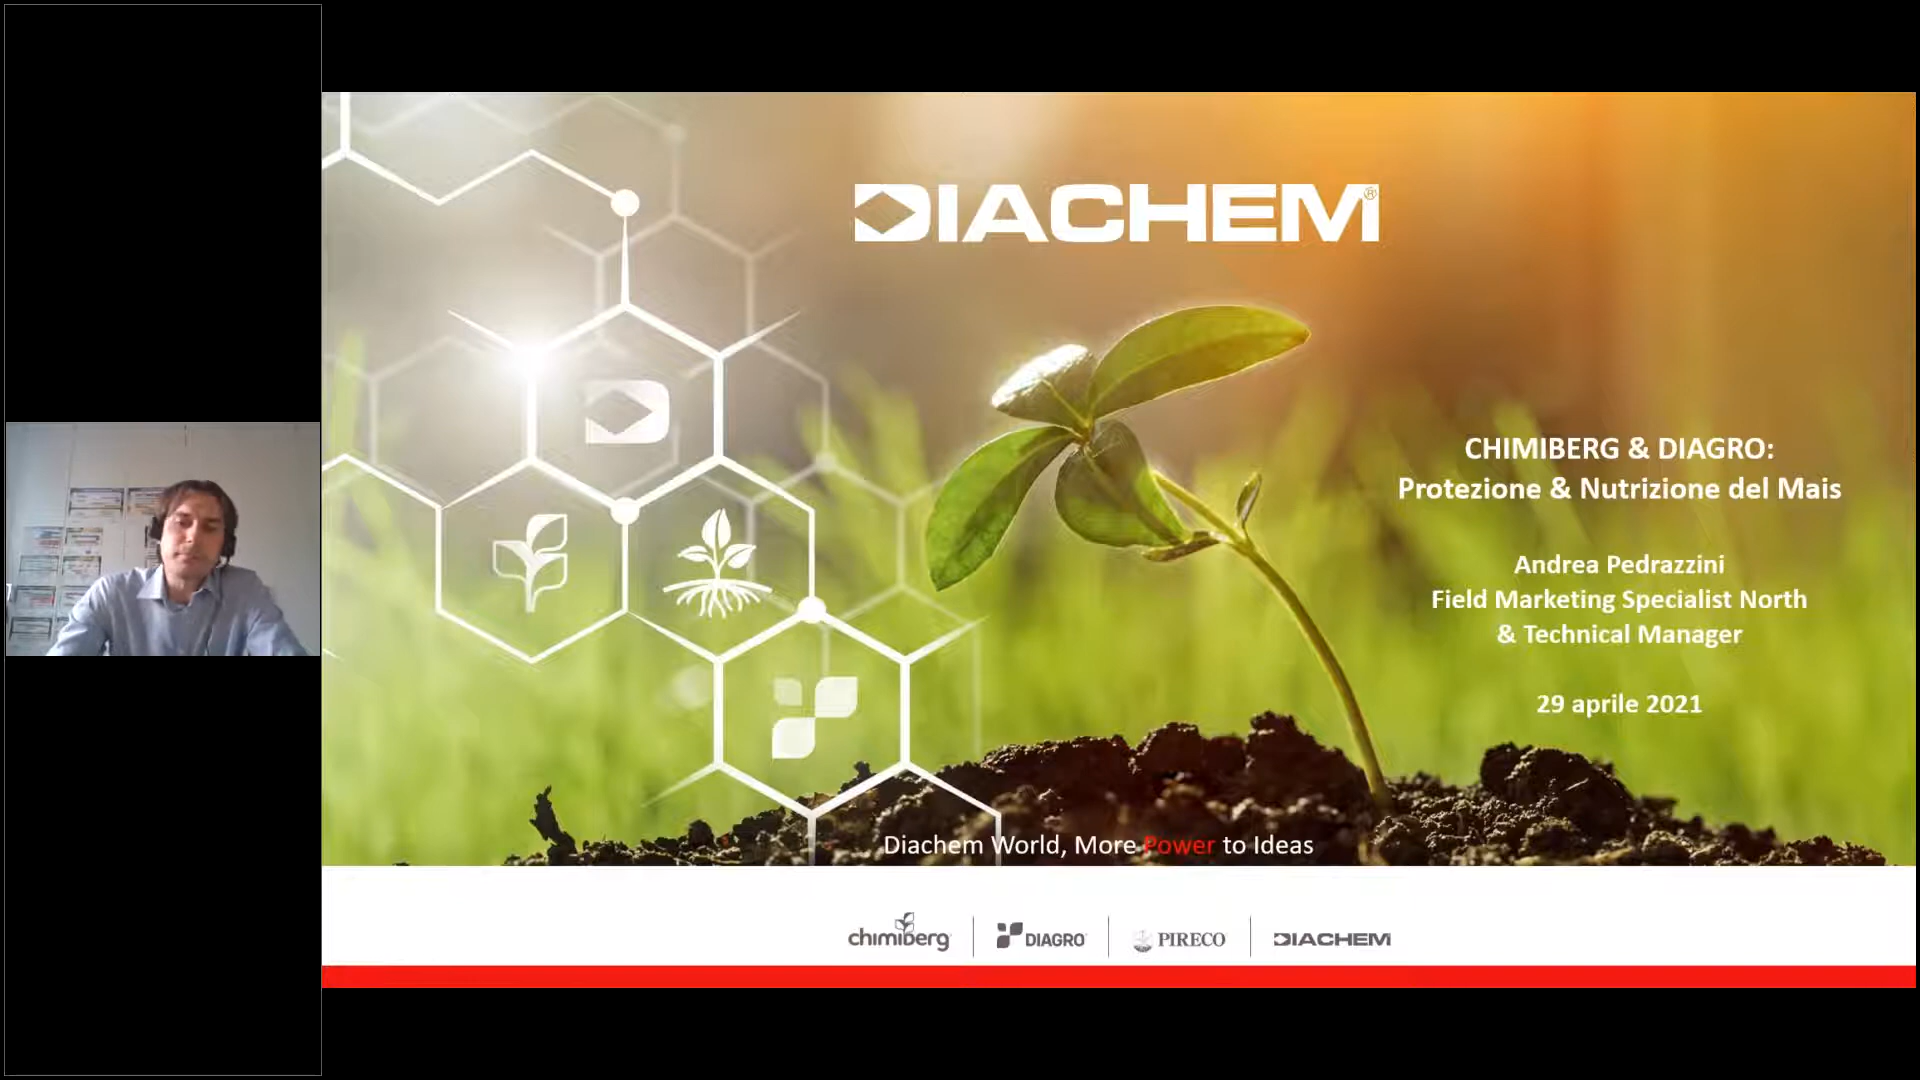 DIACHEM®
CHIMIBERG & DIAGRO:
Protezione & Nutrizione del Mais
Andrea Pedrazzini
Field Marketing Specialist North
& Technical Manager
29 aprile 2021
Diachem World, More Power to Ideas
chimiberg
DIAGRO
PIRECO
DIACHEM